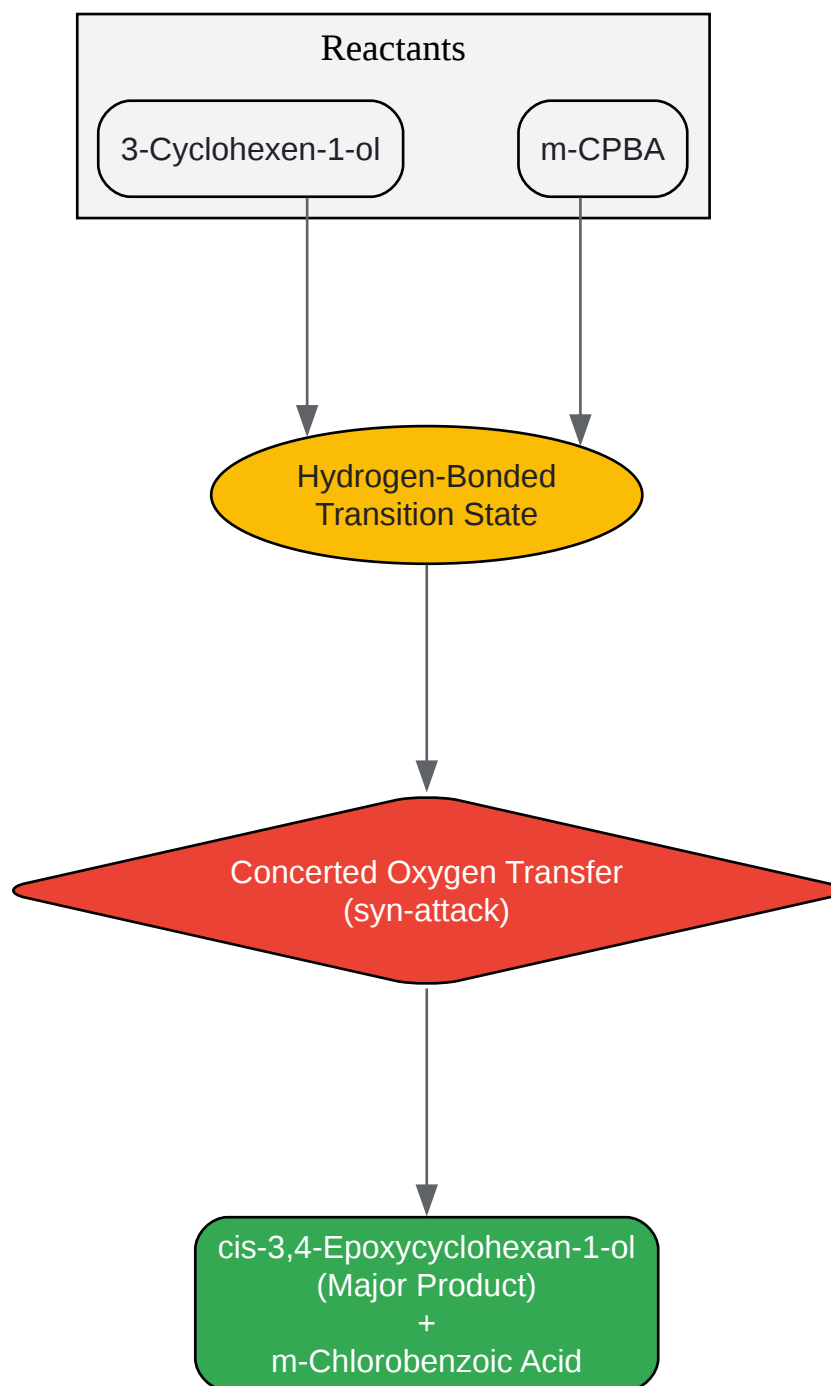 Reactants
3-Cyclohexen-1-ol
m-CPBA
Hydrogen-Bonded
Transition State
Concerted Oxygen Transfer
(syn-attack)
cis-3,4-Epoxycyclohexan-1-ol
(Major Product)
+
m-Chlorobenzoic Acid